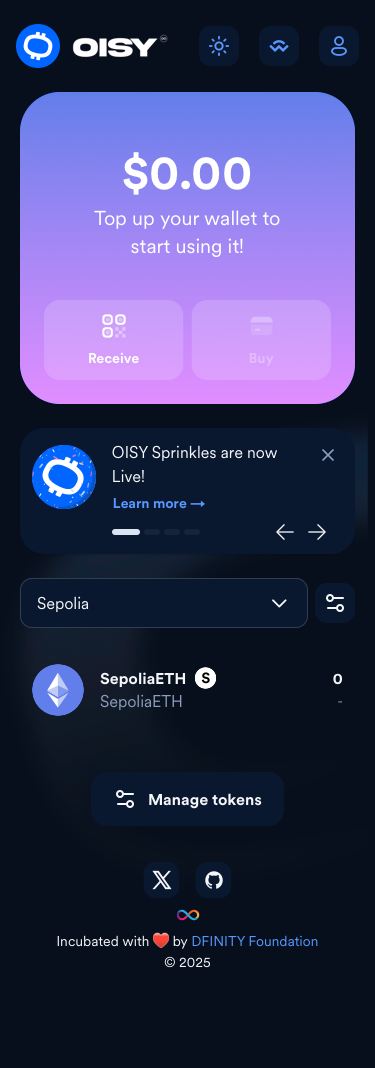 OISY
$0.00
Top up your wallet to
start using it!
Receive
Buy
OISY Sprinkles are now
Live!
Learn more →
Sepolia
SepoliaETH S
0
SepoliaETH
-
Manage tokens
Incubated with ❤️ by DFINITY Foundation
© 2025